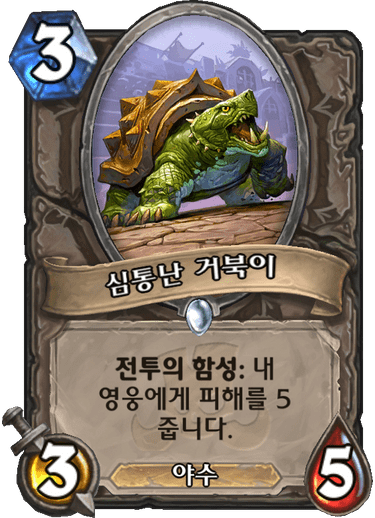 3
심통난 거북이
전투의 함성: 내
영웅에게 피해를 5
줍니다.
3
야수
5